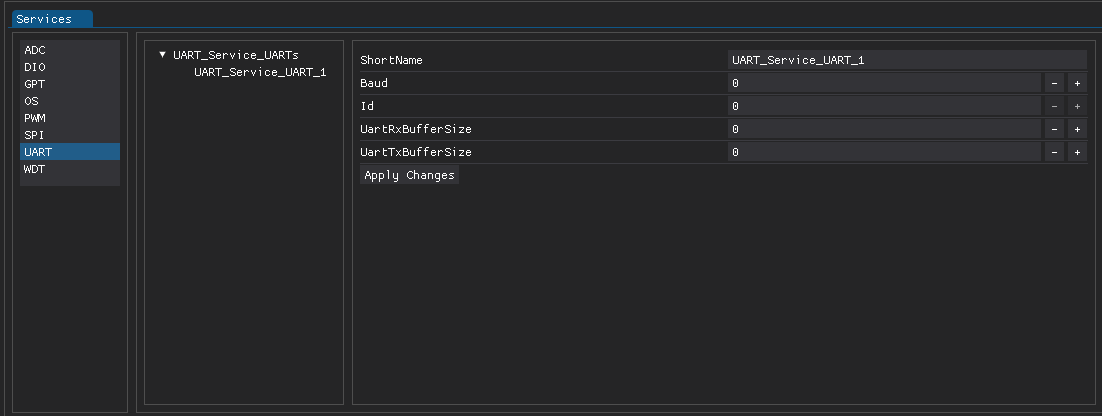 Services
ADC
DIO
GPT
OS
PWM
SPI
UART
WDT
▼ UART_Service_UARTs
UART_Service_UART_1
ShortName UART_Service_UART_1
Baud 0 - +
Id 0 - +
UartRxBufferSize 0 - +
UartTxBufferSize 0 - +
Apply Changes